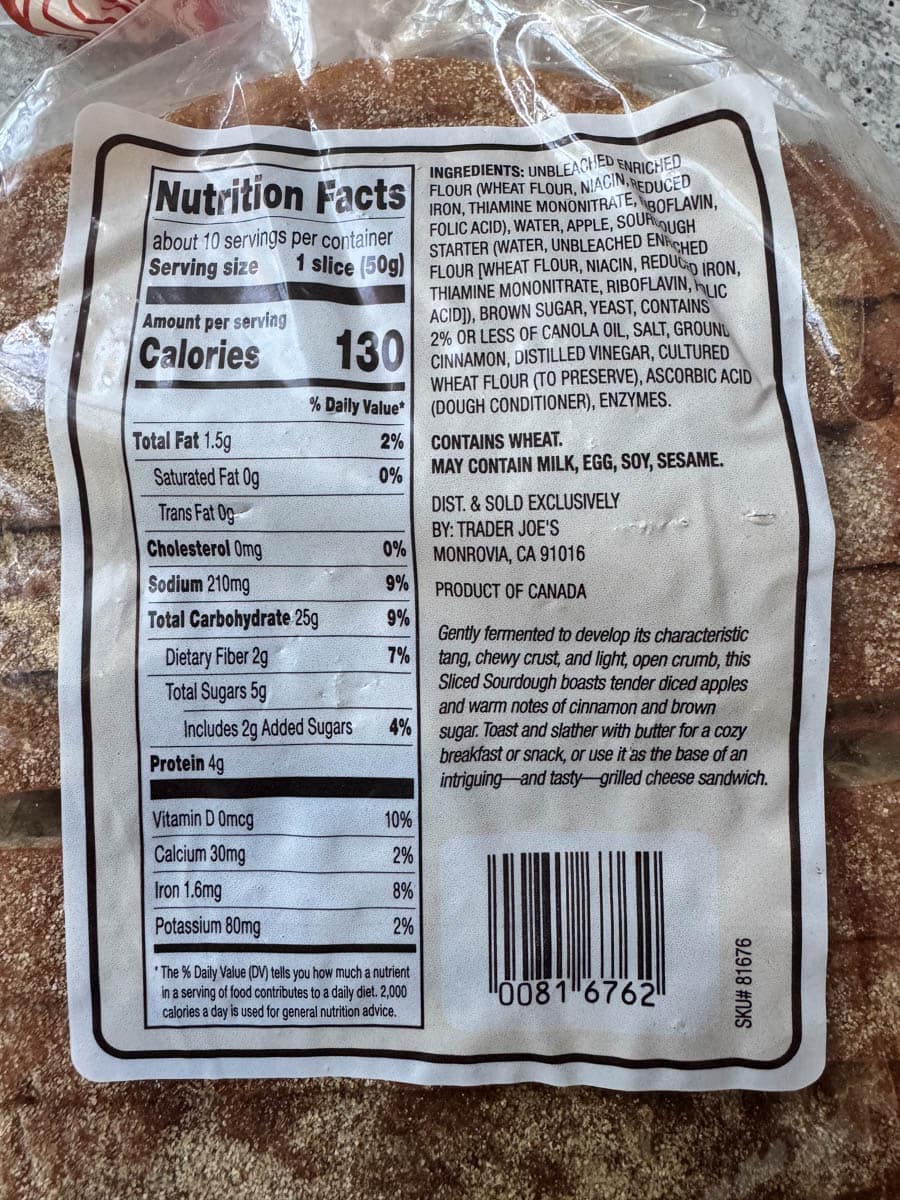 Nutrition Facts
about 10 servings per container
Serving size 1 slice (50g)
Amount per serving
Calories 130
% Daily Value*
Total Fat 1.5g 2%
Saturated Fat 0g 0%
Trans Fat 0g
Cholesterol 0mg 0%
Sodium 210mg 9%
Total Carbohydrate 25g 9%
Dietary Fiber 2g 7%
Total Sugars 5g
Includes 2g Added Sugars 4%
Protein 4g
Vitamin D 0mcg 10%
Calcium 30mg 2%
Iron 1.6mg 8%
Potassium 80mg 2%
* The % Daily Value (DV) tells you how much a nutrient
in a serving of food contributes to a daily diet. 2,000
calories a day is used for general nutrition advice.
INGREDIENTS: UNBLEACHED ENRICHED
FLOUR (WHEAT FLOUR, NIACIN, REDUCED
IRON, THIAMINE MONONITRATE, RIBOFLAVIN,
FOLIC ACID), WATER, APPLE, SOURDOUGH
STARTER (WATER, UNBLEACHED ENRICHED
FLOUR [WHEAT FLOUR, NIACIN, REDUCED IRON,
THIAMINE MONONITRATE, RIBOFLAVIN, FOLIC
ACID]), BROWN SUGAR, YEAST, CONTAINS
2% OR LESS OF CANOLA OIL, SALT, GROUND
CINNAMON, DISTILLED VINEGAR, CULTURED
WHEAT FLOUR (TO PRESERVE), ASCORBIC ACID
(DOUGH CONDITIONER), ENZYMES.
CONTAINS WHEAT.
MAY CONTAIN MILK, EGG, SOY, SESAME.
DIST. & SOLD EXCLUSIVELY
BY: TRADER JOE'S
MONROVIA, CA 91016
PRODUCT OF CANADA
Gently fermented to develop its characteristic
tang, chewy crust, and light, open crumb, this
Sliced Sourdough boasts tender diced apples
and warm notes of cinnamon and brown
sugar. Toast and slather with butter for a cozy
breakfast or snack, or use it as the base of an
intriguing—and tasty—grilled cheese sandwich.
0081 6762
SKU# 81676